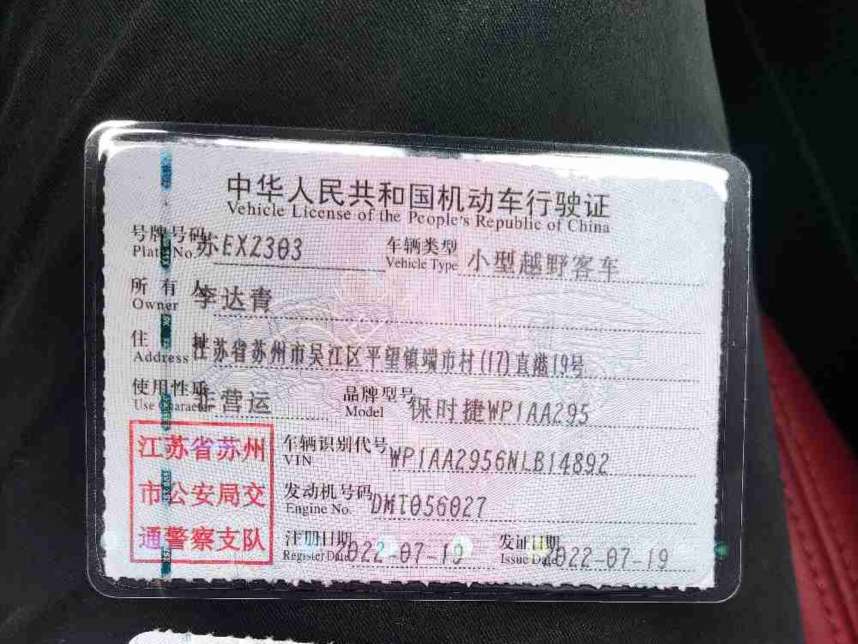 中华人民共和国机动车行驶证
Vehicle License of the People's Republic of China
号牌号码 苏EX2303 车辆类型 小型越野客车
Plate No. Vehicle Type
所有人 李达青
Owner
住址 江苏省苏州市吴江区平望镇端市村(17)直港19号
Address
使用性质 非营运 品牌型号 保时捷WP1AA295
Use Character Model
江苏省苏州
市公安局交
通警察支队
车辆识别代号 WP1AA2956NLB14892
VIN
发动机号码 DMT056027
Engine No.
注册日期 2022-07-19 发证日期 2022-07-19
Register Date Issue Date